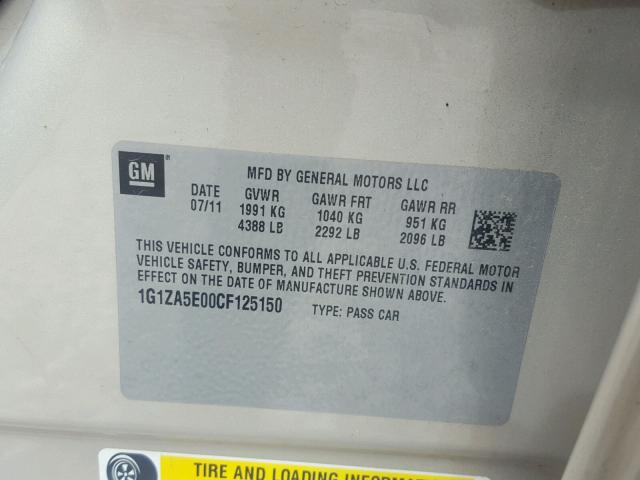 GM
MFD BY GENERAL MOTORS LLC
DATE GVWR GAWR FRT GAWR RR
07/11 1991 KG 1040 KG 951 KG
4388 LB 2292 LB 2096 LB
THIS VEHICLE CONFORMS TO ALL APPLICABLE U.S. FEDERAL MOTOR
VEHICLE SAFETY, BUMPER, AND THEFT PREVENTION STANDARDS IN
EFFECT ON THE DATE OF MANUFACTURE SHOWN ABOVE.
1G1ZA5E00CF125150 TYPE: PASS CAR
TIRE AND LOADING INFORMATION